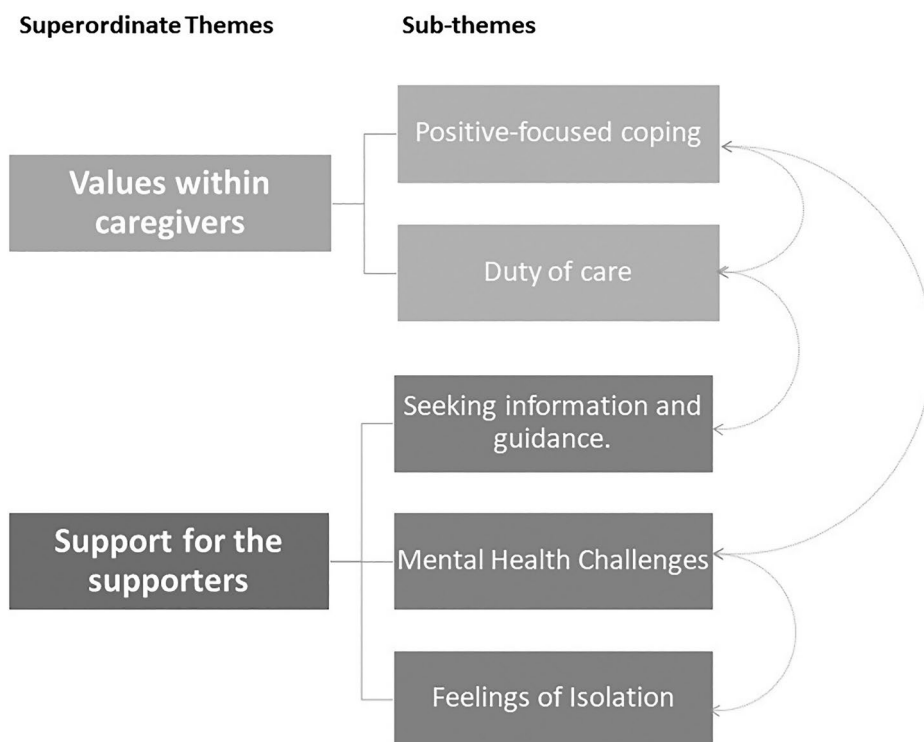 Superordinate Themes
Sub-themes
Values within
caregivers
Positive-focused coping
Duty of care
Support for the
supporters
Seeking information and
guidance.
Mental Health Challenges
Feelings of Isolation